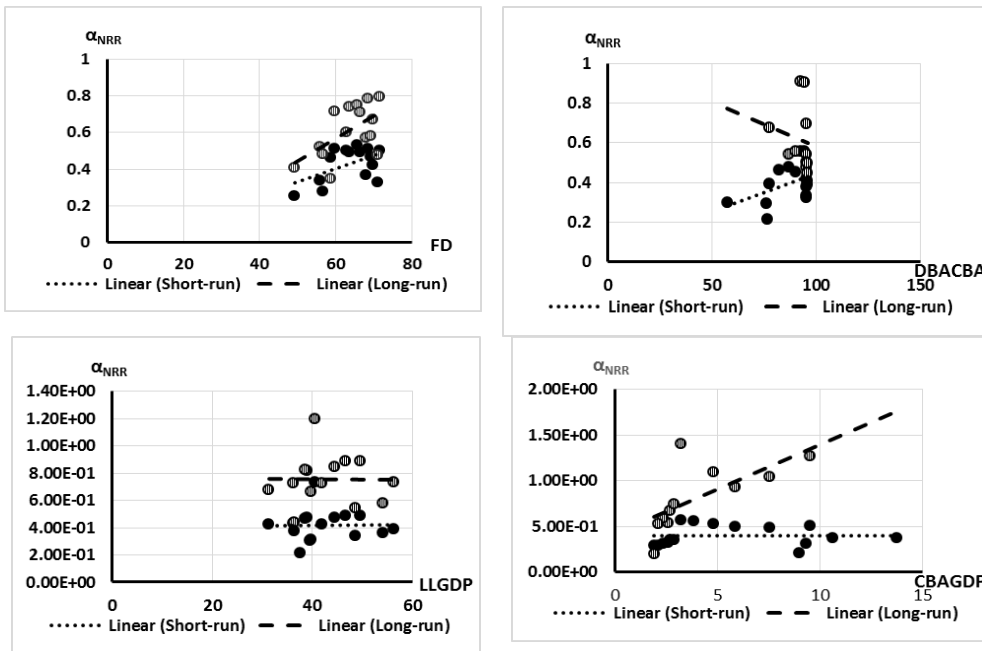 αNRR
1
0.8
0.6
0.4
0.2
0
0 20 40 60 80
FD
Linear (Short-run) Linear (Long-run)
αNRR
1
0.8
0.6
0.4
0.2
0
0 50 100 150
DBACBA
Linear (Short-run) Linear (Long-run)
αNRR
1.40E+00
1.20E+00
1.00E+00
8.00E-01
6.00E-01
4.00E-01
2.00E-01
0.00E+00
0 20 40 60
LLGDP
Linear (Short-run) Linear (Long-run)
αNRR
2.00E+00
1.50E+00
1.00E+00
5.00E-01
0.00E+00
0 5 10 15
CBAGDP
Linear (Short-run) Linear (Long-run)